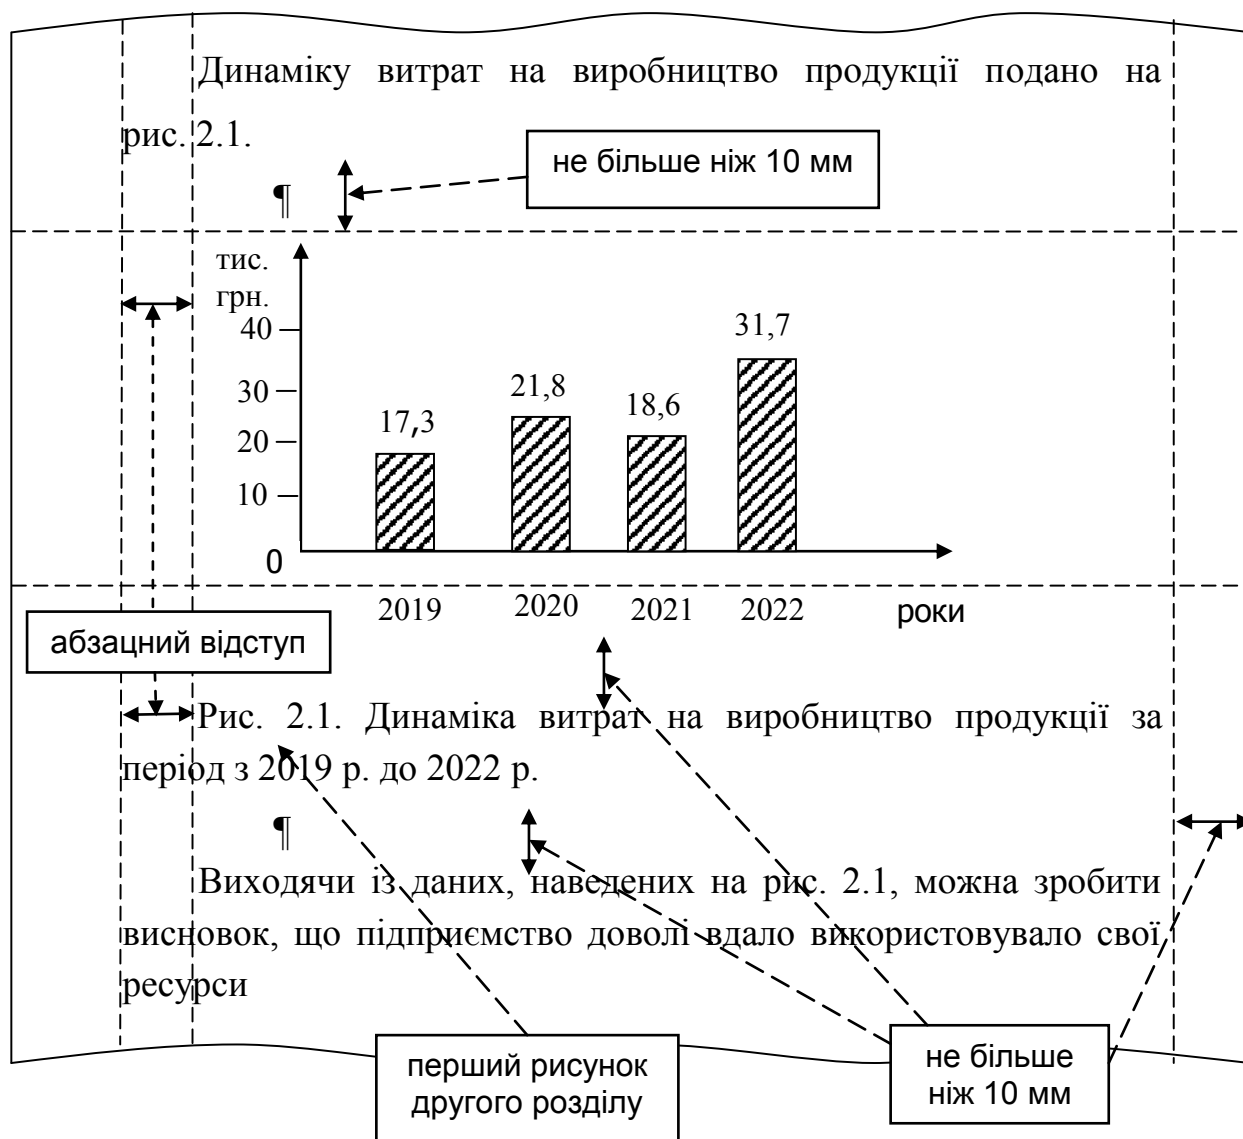 Динаміку витрат на виробництво продукції подано на
рис. 2.1.
не більше ніж 10 мм
¶
тис.
грн.
40
30
20
10
0
17,3
21,8
18,6
31,7
2019
2020
2021
2022
роки
абзацний відступ
Рис. 2.1. Динаміка витрат на виробництво продукції за
період з 2019 р. до 2022 р.
¶
Виходячи із даних, наведених на рис. 2.1, можна зробити
висновок, що підприємство доволі вдало використовувало свої
ресурси
перший рисунок
другого розділу
не більше
ніж 10 мм